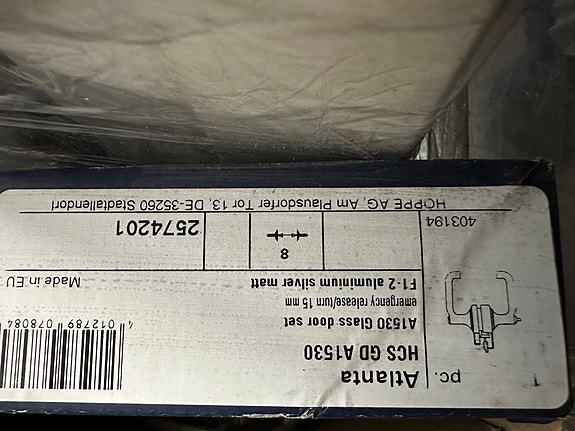 1 pc.
Atlanta
HCS GD A1530
A1530 Glass door set
emergency release/turn 15 mm
F1-2 aluminium silver matt
Made in EU
4 012789 078084
403194
8
2574201
HOPPE AG, Am Plausdorfer Tor 13, DE-35260 Stadtallendorf